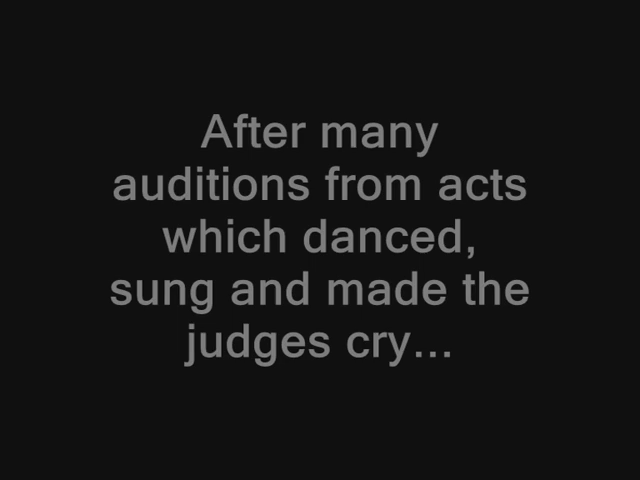 After many
auditions from acts
which danced,
sung and made the
judges cry...